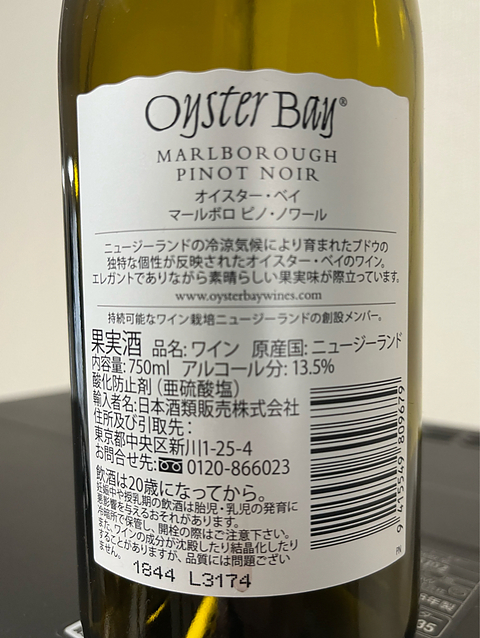 Oyster Bay®
MARLBOROUGH
PINOT NOIR
オイスター・ベイ
マールボロ ピノ・ノワール
ニュージーランドの冷涼気候により育まれたブドウの
独特な個性が反映されたオイスター・ベイのワイン。
エレガントでありながら素晴らしい果実味が際立っています。
www.oysterbaywines.com
持続可能なワイン栽培ニュージーランドの創設メンバー。
果実酒 品名:ワイン 原産国:ニュージーランド
内容量:750ml アルコール分:13.5%
酸化防止剤（亜硫酸塩）
輸入者名:日本酒類販売株式会社
住所及び引取先：
東京都中央区新川1-25-4
お問合せ先: 0120-866023
飲酒は20歳になってから。
妊娠中や授乳期の飲酒は胎児・乳児の発育に
悪影響を与えるおそれがあります。
冷暗所で保管し、開栓の際はご注意下さい。
また、ワインの成分が沈殿したり結晶化したり
することがありますが、品質には問題ござい
ません。
9 415549 809679
PN
1844 L3174
35